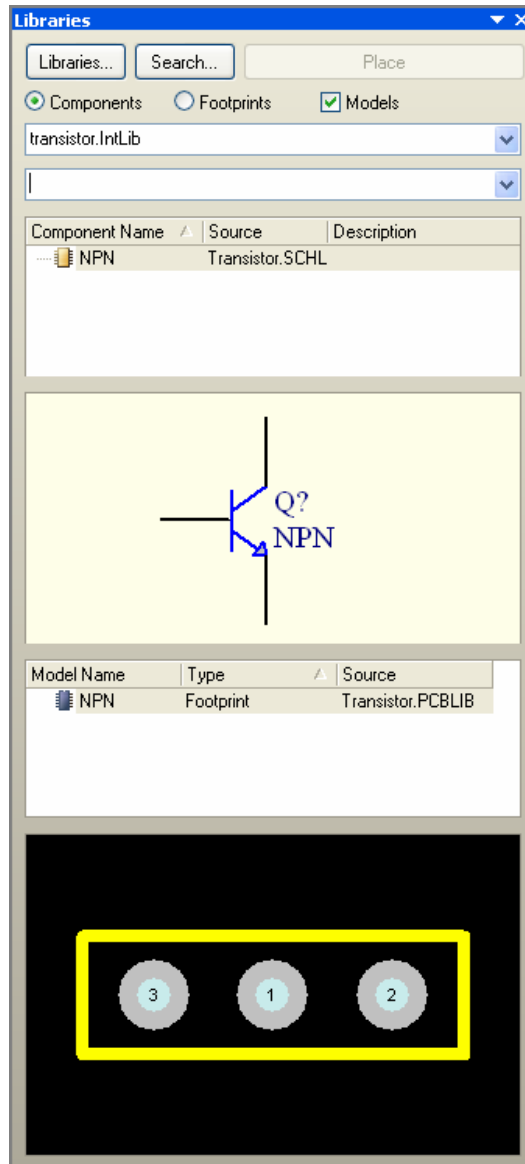 Libraries
Libraries... Search... Place
Components Footprints Models
transistor.IntLib
Component Name Source Description
NPN Transistor.SCHL
Q?
NPN
Model Name Type Source
NPN Footprint Transistor.PCBLIB
3 1 2